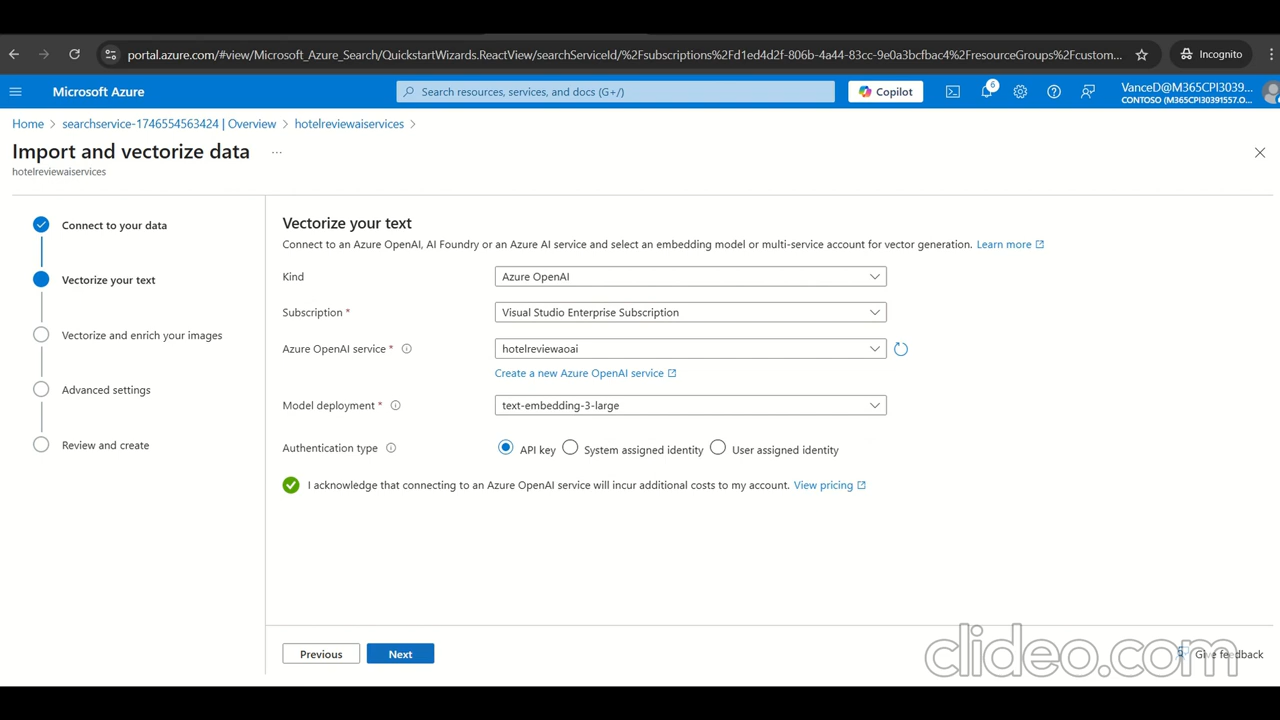 portal.azure.com/#view/Microsoft_Azure_Search/QuickstartWizards.ReactView/searchServiceId/%2Fsubscriptions%2Fd1ed4d2f-806b-4a44-83cc-9e0a3bcfbac4%2FresourceGroups%2Fcustom...
Incognito
Microsoft Azure
Search resources, services, and docs (G+/)
Copilot
6
VanceD@M365CPI3039...
CONTOSO (M365CPI30391557.O...
Home > searchservice-1746554563424 | Overview > hotelreviewaiservices >
Import and vectorize data ...
hotelreviewaiservices
Connect to your data
Vectorize your text
Vectorize and enrich your images
Advanced settings
Review and create
Vectorize your text
Connect to an Azure OpenAI, AI Foundry or an Azure AI service and select an embedding model or multi-service account for vector generation. Learn more
Kind
Azure OpenAI
Subscription *
Visual Studio Enterprise Subscription
Azure OpenAI service *
hotelreviewaoai
Create a new Azure OpenAI service
Model deployment *
text-embedding-3-large
Authentication type
API key
System assigned identity
User assigned identity
I acknowledge that connecting to an Azure OpenAI service will incur additional costs to my account. View pricing
Previous
Next
Give feedback
clideo.com